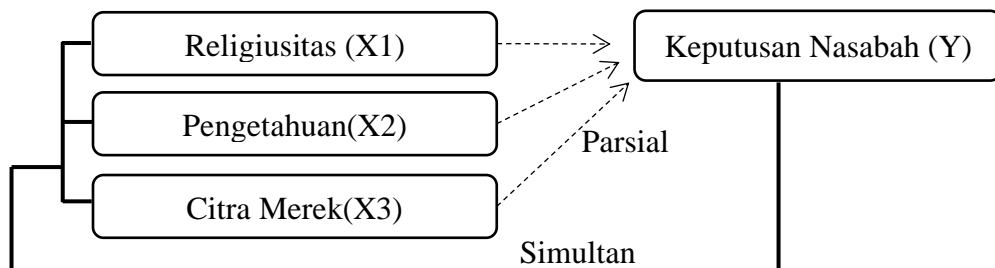 Religiusitas (X1)
Keputusan Nasabah (Y)
Pengetahuan(X2)
Parsial
Citra Merek(X3)
Simultan